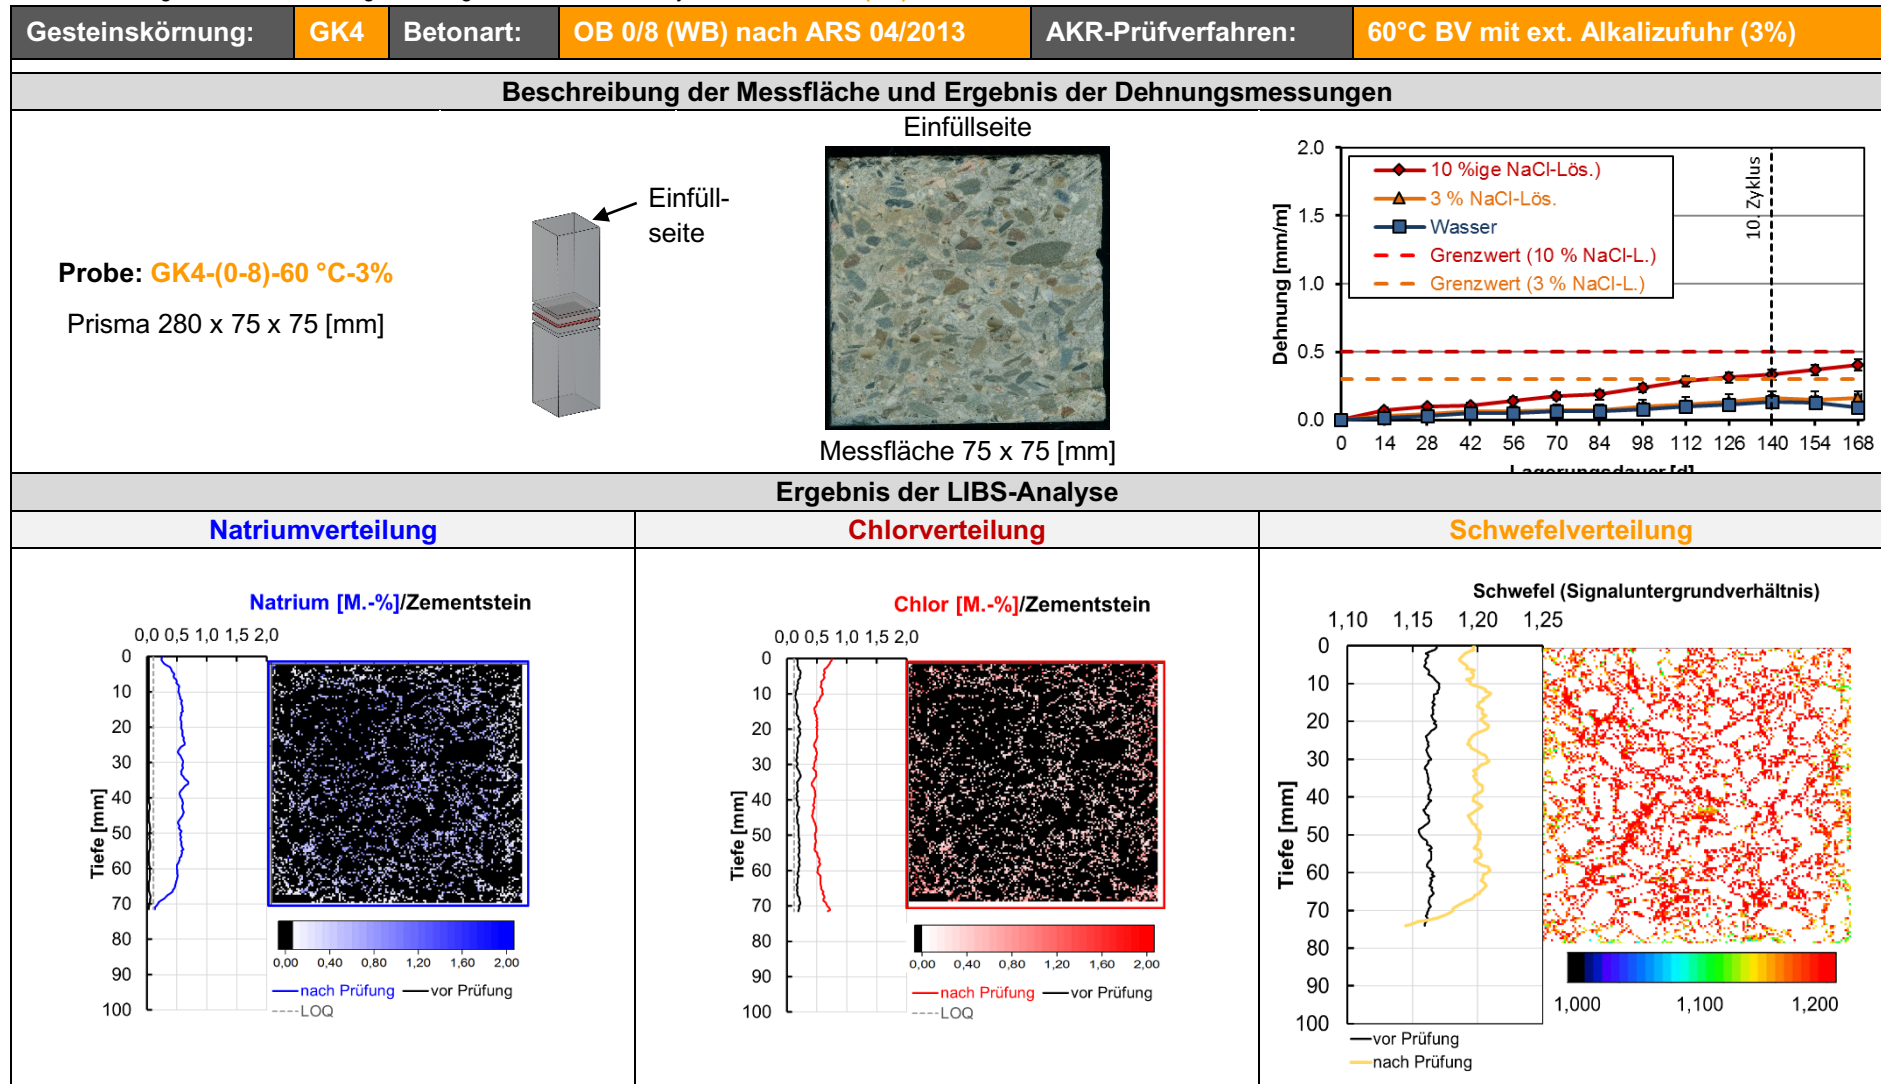 Gesteinskörnung: GK4 Betonart: OB 0/8 (WB) nach ARS 04/2013 AKR-Prüfverfahren: 60°C BV mit ext. Alkalizufuhr (3%)
Beschreibung der Messfläche und Ergebnis der Dehnungsmessungen
Probe: GK4-(0-8)-60 °C-3%
Prisma 280 x 75 x 75 [mm]
Einfüll-
seite
Einfüllseite
Messfläche 75 x 75 [mm]
Dehnung [mm/m]
2.0
1.5
1.0
0.5
0.0
10 %ige NaCl-Lös.)
3 % NaCl-Lös.
Wasser
Grenzwert (10 % NaCl-L.)
Grenzwert (3 % NaCl-L.)
10. Zyklus
0 14 28 42 56 70 84 98 112 126 140 154 168
Lagerungsdauer [d]
Ergebnis der LIBS-Analyse
Natriumverteilung
Natrium [M.-%]/Zementstein
0,0 0,5 1,0 1,5 2,0
Tiefe [mm]
0
10
20
30
40
50
60
70
80
90
100
0,00 0,40 0,80 1,20 1,60 2,00
nach Prüfung vor Prüfung
LOQ
Chlorverteilung
Chlor [M.-%]/Zementstein
0,0 0,5 1,0 1,5 2,0
Tiefe [mm]
0
10
20
30
40
50
60
70
80
90
100
0,00 0,40 0,80 1,20 1,60 2,00
nach Prüfung vor Prüfung
LOQ
Schwefelverteilung
Schwefel (Signaluntergrundverhältnis)
1,10 1,15 1,20 1,25
Tiefe [mm]
0
10
20
30
40
50
60
70
80
90
100
1,000 1,100 1,200
vor Prüfung
nach Prüfung